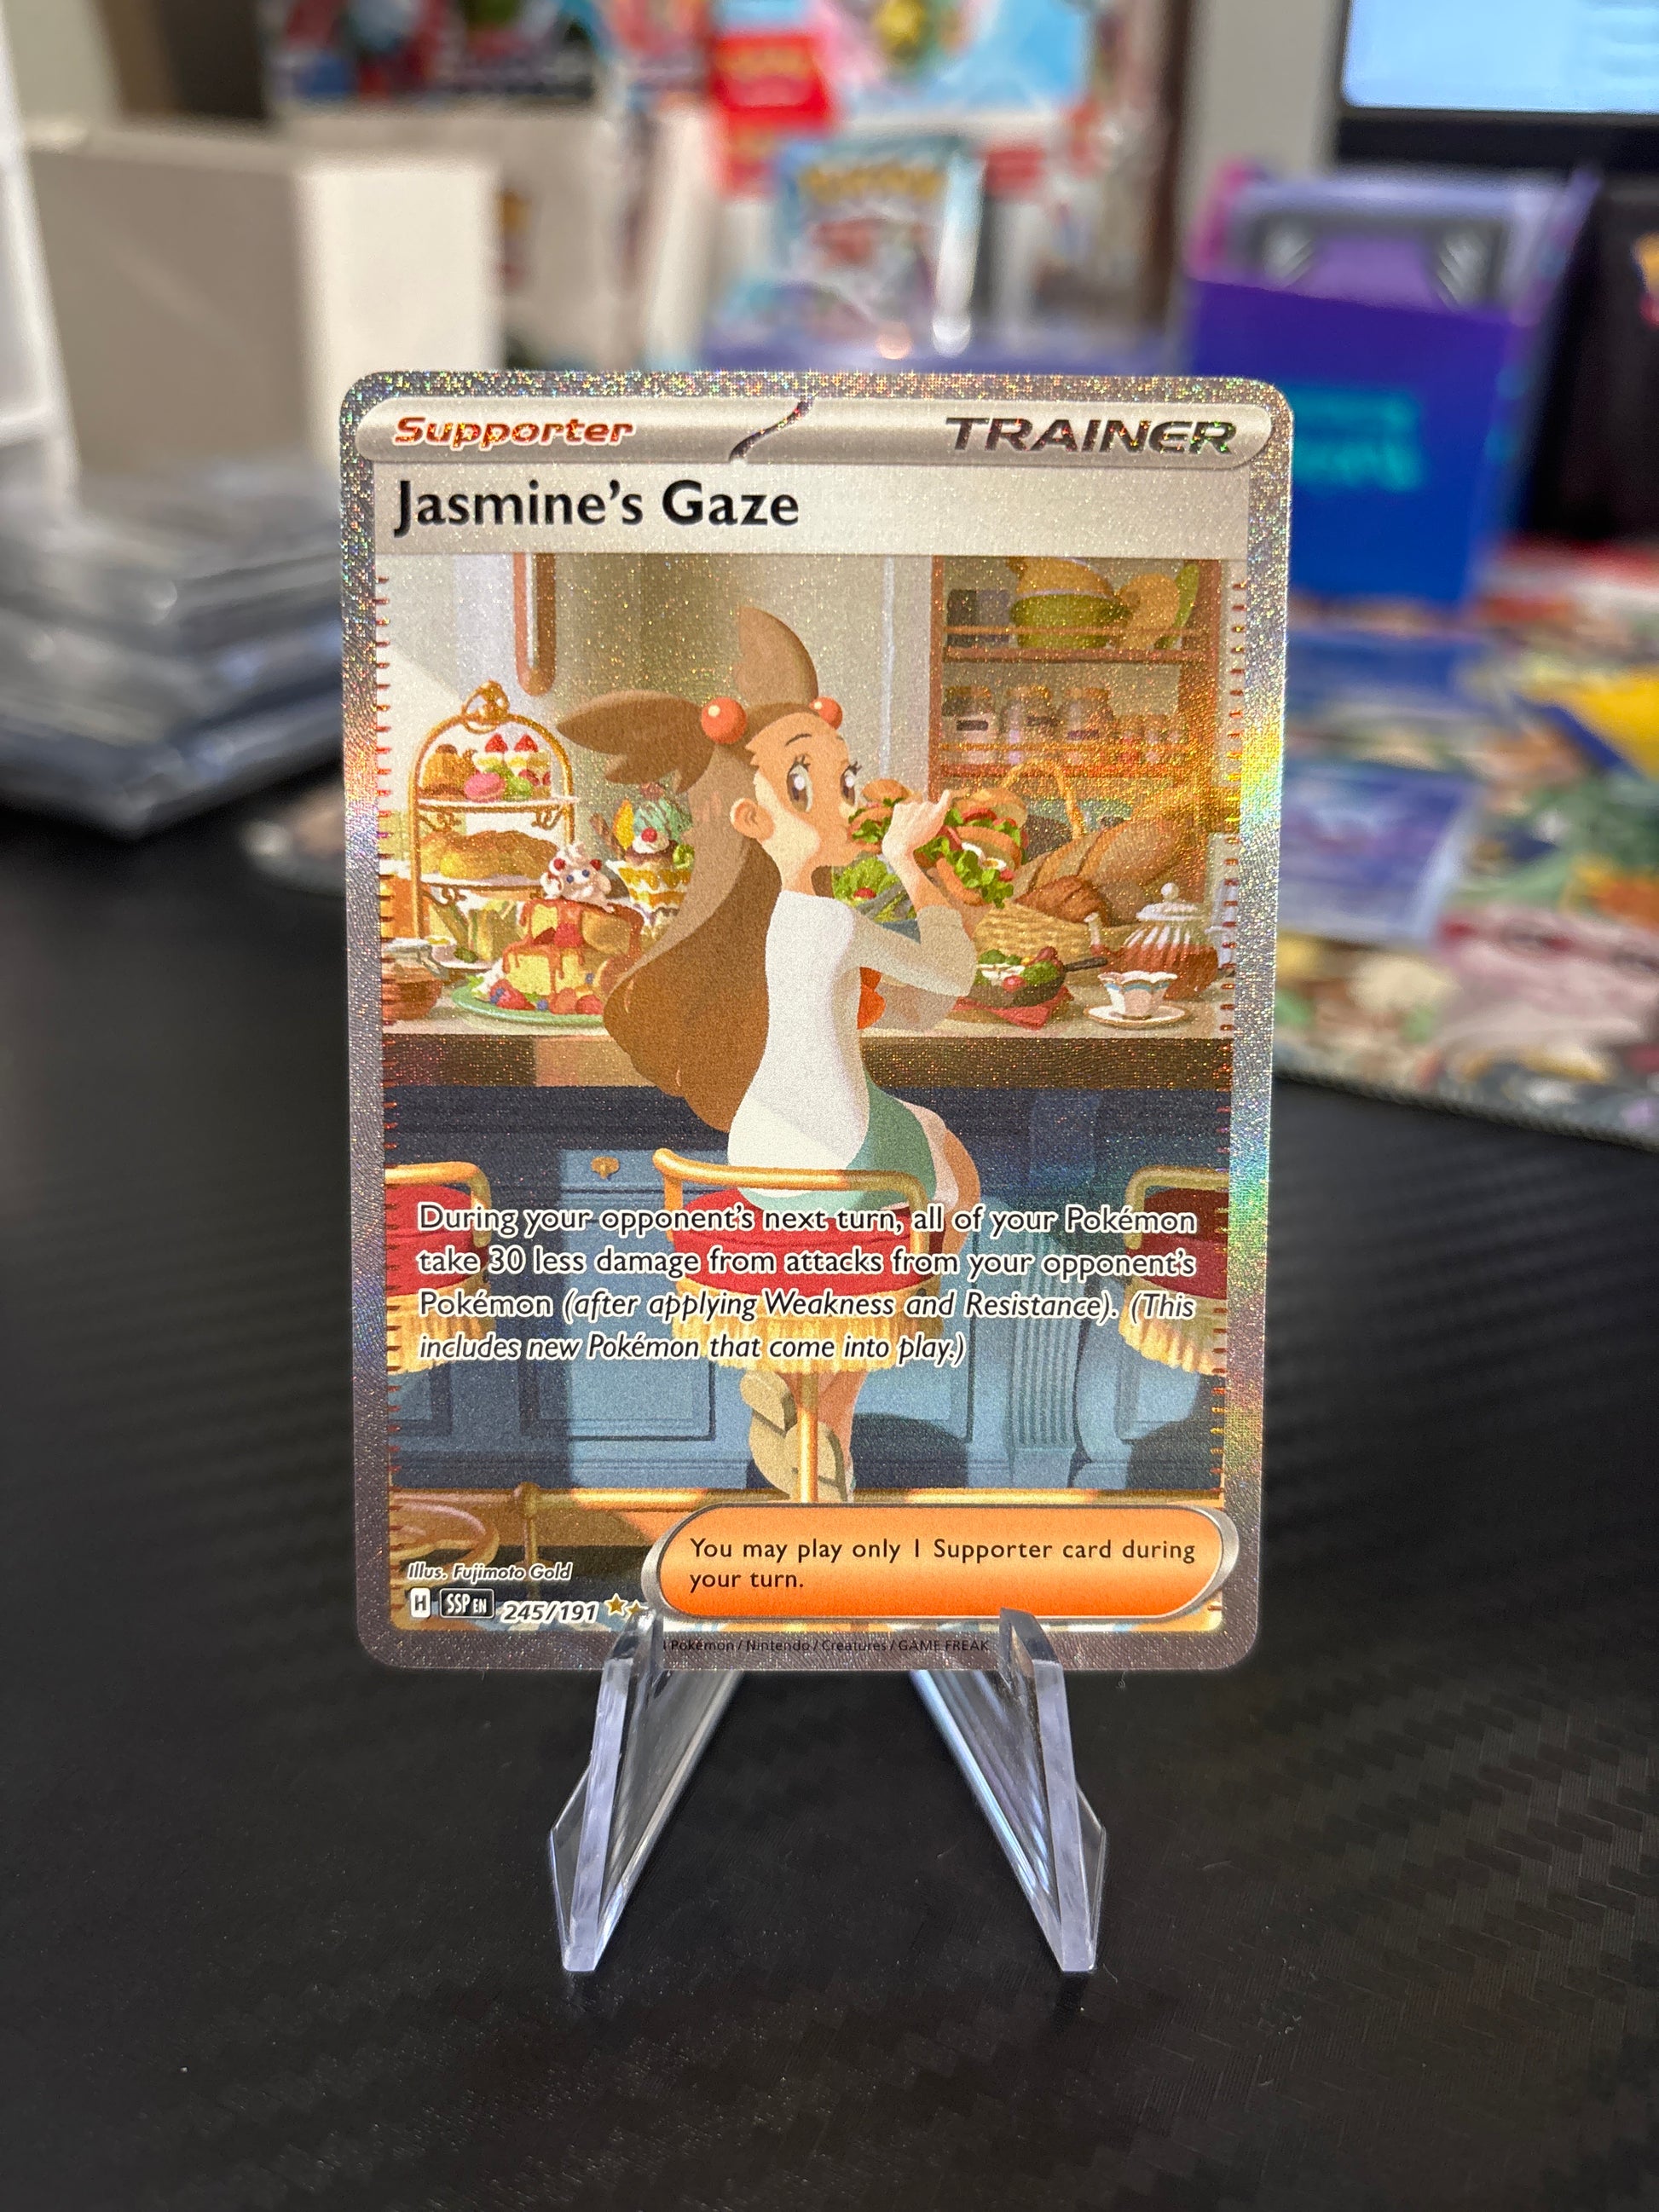 Supporter
TRAINER
Jasmine's Gaze
During your opponent's next turn, all of your Pokémon
take 30 less damage from attacks from your opponent's
Pokémon (after applying Weakness and Resistance). (This
includes new Pokémon that come into play.)
You may play only 1 Supporter card during
your turn.
Illus. Fujimoto Gold
H SSP EN 245/191
Pokémon / Nintendo / Creatures / GAME FREAK